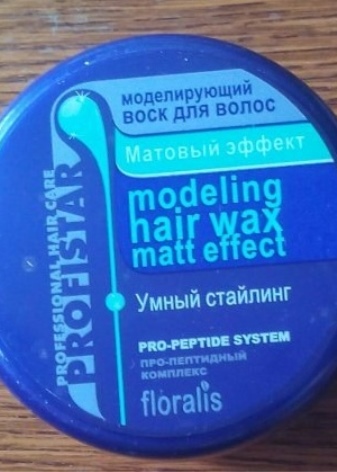 моделирующий
воск для волос
Матовый эффект
modeling
hair wax
matt effect
Умный стайлинг
PRO-PEPTIDE SYSTEM
ПРО-ПЕПТИДНЫЙ
КОМПЛЕКС
floralis
PROFESSIONAL HAIR CARE
PROFISTAR